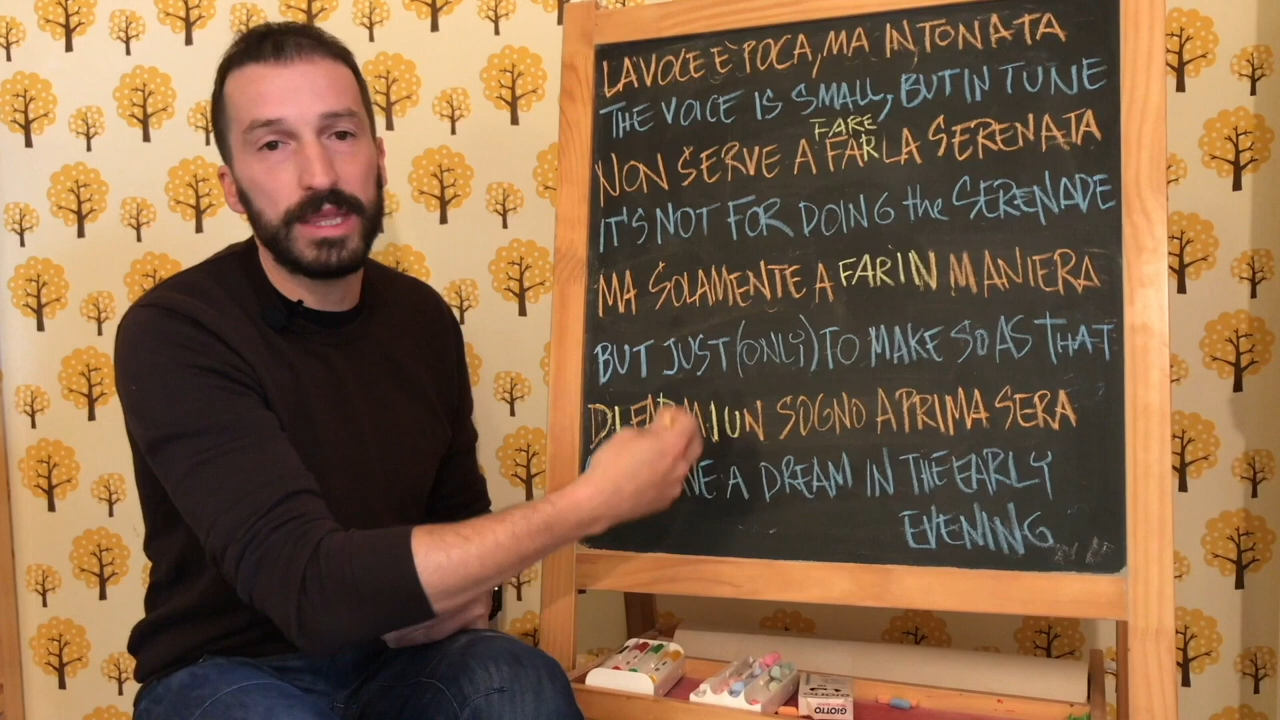 LA VOCE È POCA, MA INTONATA
THE VOICE IS SMALL, BUT IN TUNE
FARE
NON SERVE A FAR LA SERENATA
IT'S NOT FOR DOING the SERENADE
MA SOLAMENTE A FAR IN MANIERA
BUT JUST (ONLY) TO MAKE SO AS THAT
DI UN SOGNO A PRIMA SERA
A DREAM IN THE EARLY
EVENING
GIOTTO